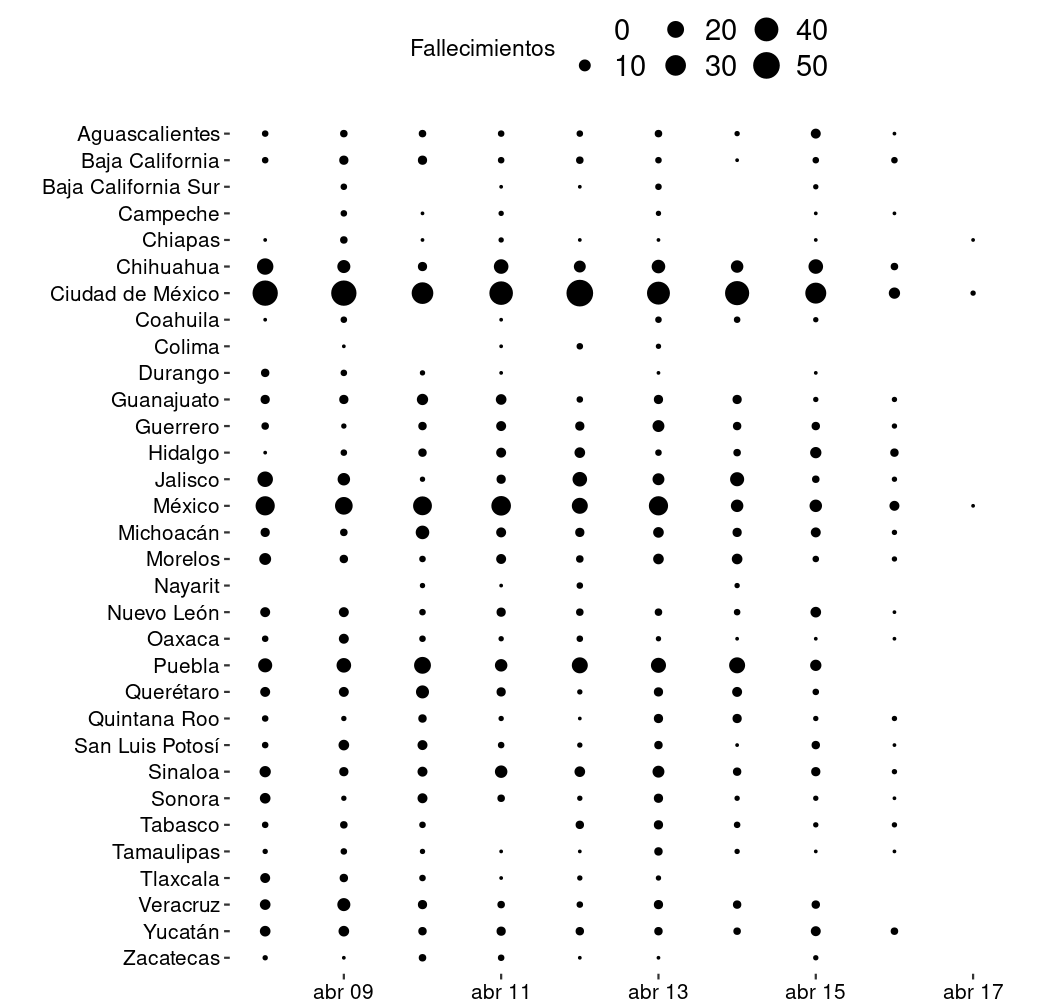 Fallecimientos
0 20 40
10 30 50
Aguascalientes
Baja California
Baja California Sur
Campeche
Chiapas
Chihuahua
Ciudad de México
Coahuila
Colima
Durango
Guanajuato
Guerrero
Hidalgo
Jalisco
México
Michoacán
Morelos
Nayarit
Nuevo León
Oaxaca
Puebla
Querétaro
Quintana Roo
San Luis Potosí
Sinaloa
Sonora
Tabasco
Tamaulipas
Tlaxcala
Veracruz
Yucatán
Zacatecas
abr 09 abr 11 abr 13 abr 15 abr 17